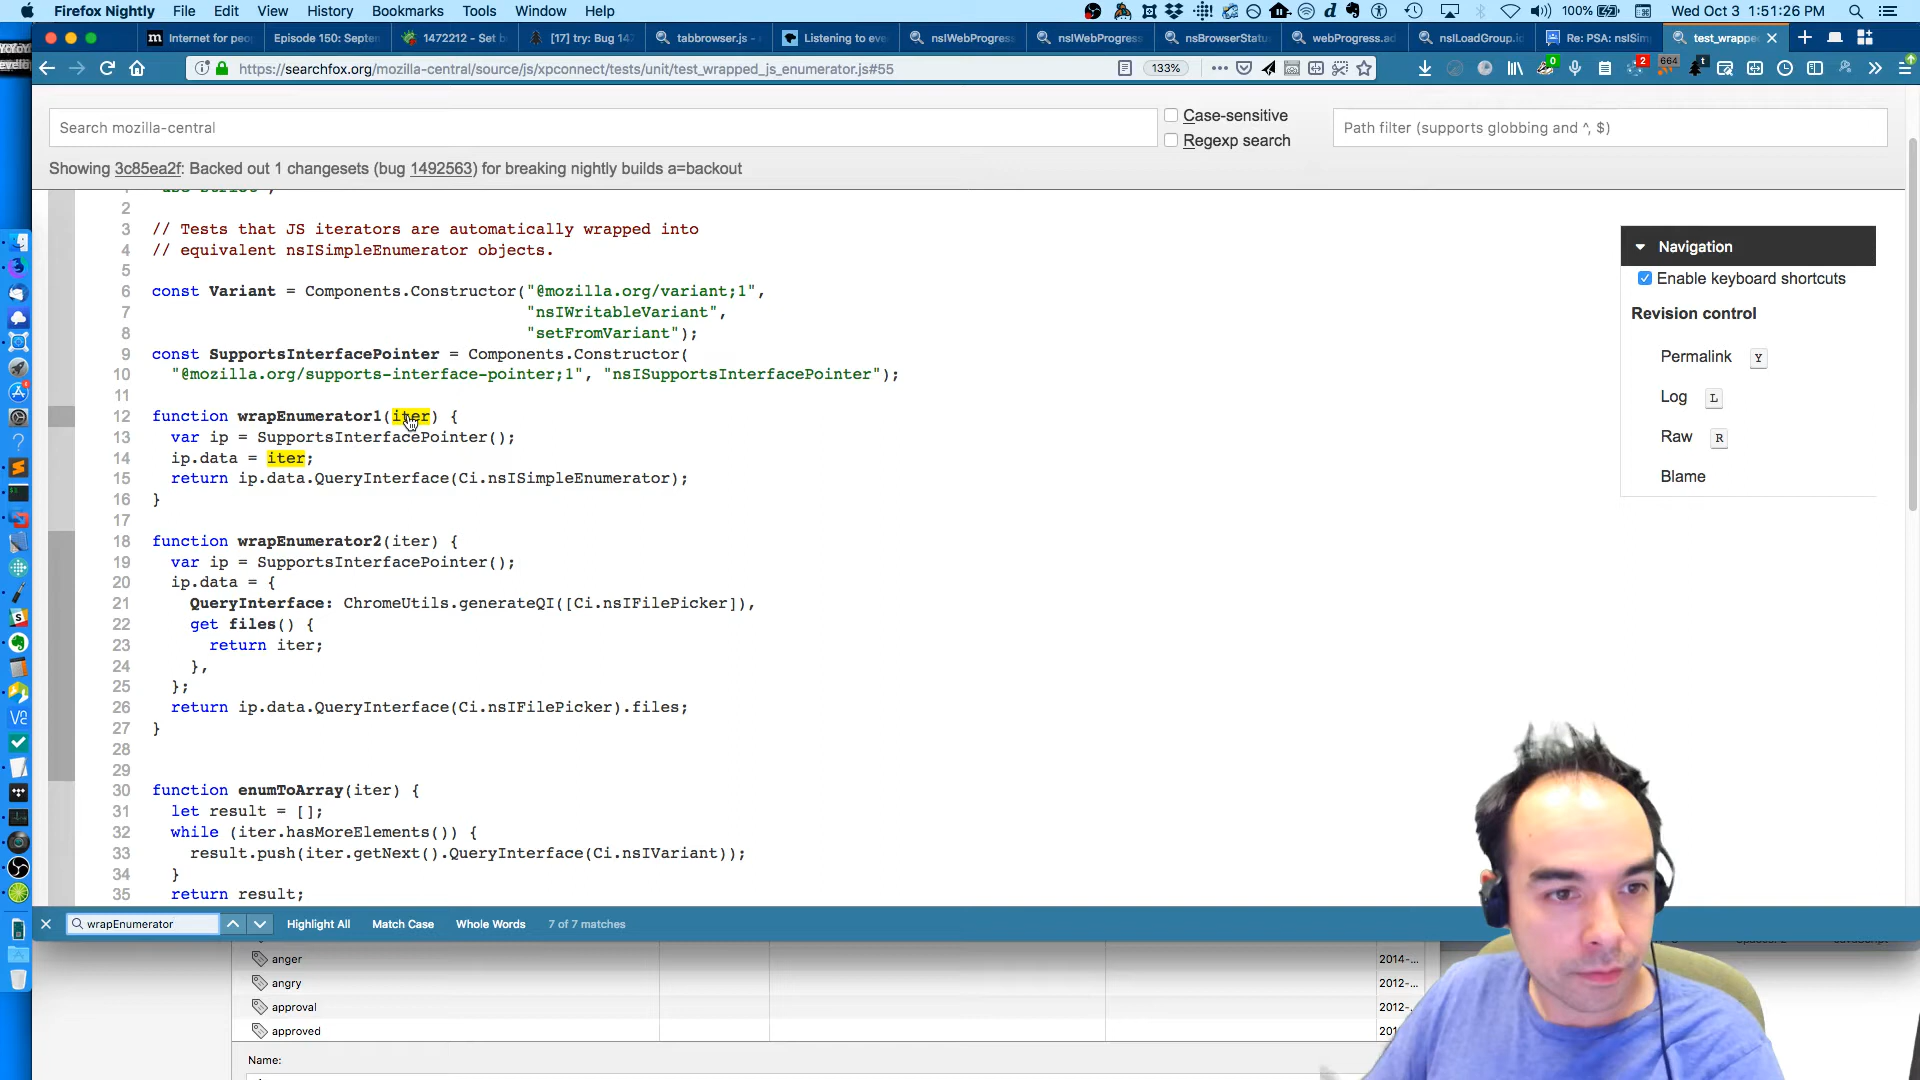 Firefox Nightly File Edit View History Bookmarks Tools Window Help 100% Wed Oct 3 1:51:26 PM
Internet for peo Episode 150: Septe 1472212 - Set b [17] try: Bug 14 tabbrowser.js - Listening to eve nsIWebProgres nsIWebProgres nsBrowserStatu webProgress.ad nsILoadGroup.i Re: PSA: nsISim test_wrappe
https://searchfox.org/mozilla-central/source/js/xpconnect/tests/unit/test_wrapped_js_enumerator.js#55 133% 0 2 664
Search mozilla-central Case-sensitive Path filter (supports globbing and ^, $)
Regexp search
Showing 3c85ea2f: Backed out 1 changesets (bug 1492563) for breaking nightly builds a=backout
2
3 // Tests that JS iterators are automatically wrapped into
4 // equivalent nsISimpleEnumerator objects.
5
6 const Variant = Components.Constructor("@mozilla.org/variant;1",
7 "nsIWritableVariant",
8 "setFromVariant");
9 const SupportsInterfacePointer = Components.Constructor(
10 "@mozilla.org/supports-interface-pointer;1", "nsISupportsInterfacePointer");
11
12 function wrapEnumerator1(iter) {
13 var ip = SupportsInterfacePointer();
14 ip.data = iter;
15 return ip.data.QueryInterface(Ci.nsISimpleEnumerator);
16 }
17
18 function wrapEnumerator2(iter) {
19 var ip = SupportsInterfacePointer();
20 ip.data = {
21 QueryInterface: ChromeUtils.generateQI([Ci.nsIFilePicker]),
22 get files() {
23 return iter;
24 },
25 };
26 return ip.data.QueryInterface(Ci.nsIFilePicker).files;
27 }
28
29
30 function enumToArray(iter) {
31 let result = [];
32 while (iter.hasMoreElements()) {
33 result.push(iter.getNext().QueryInterface(Ci.nsIVariant));
34 }
35 return result;
Navigation
Enable keyboard shortcuts
Revision control
Permalink Y
Log L
Raw R
Blame
wrapEnumerator Highlight All Match Case Whole Words 7 of 7 matches
anger 2014-...
angry 2012-...
approval 2012-...
approved
Name: